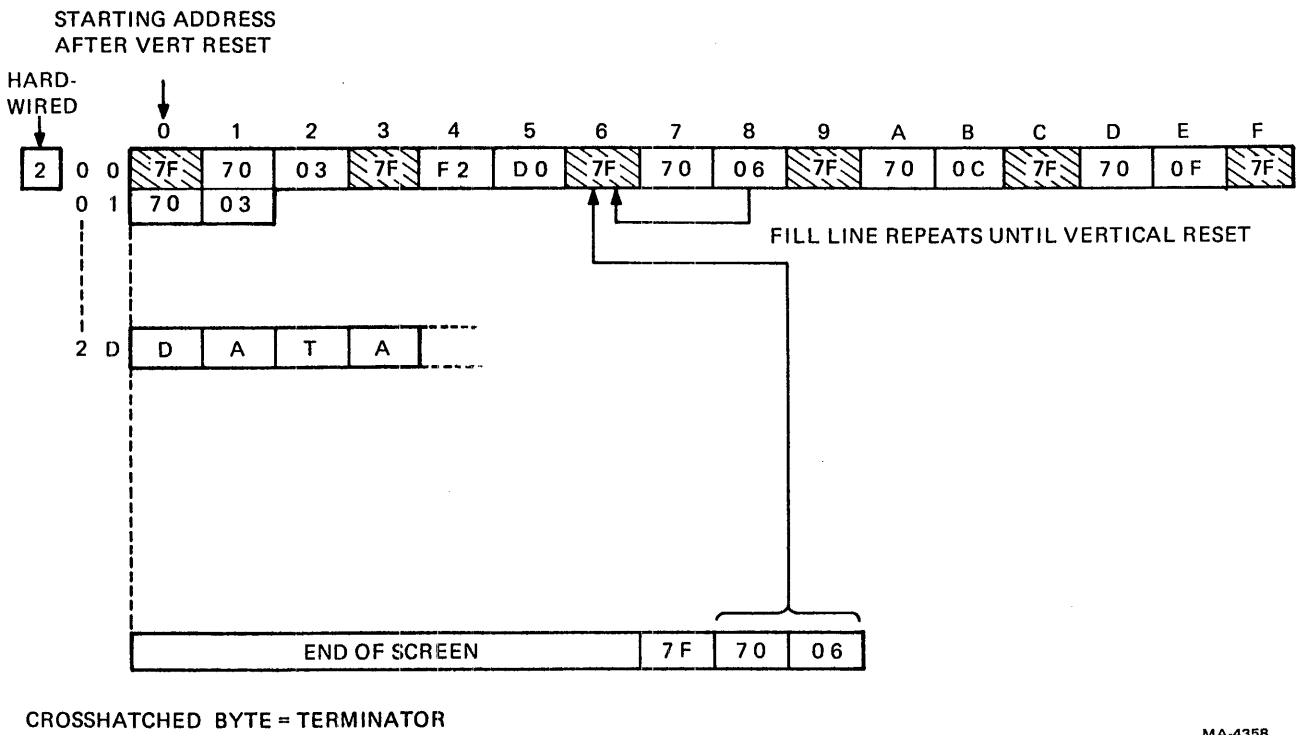 STARTING ADDRESS
AFTER VERT RESET
HARD-
WIRED
0 1 2 3 4 5 6 7 8 9 A B C D E F
2 0 0 7F 70 03 7F F2 D0 7F 70 06 7F 70 0C 7F 70 0F 7F
0 1 70 03
FILL LINE REPEATS UNTIL VERTICAL RESET
2 D D A T A
END OF SCREEN 7F 70 06
CROSSHATCHED BYTE = TERMINATOR
MA-4358